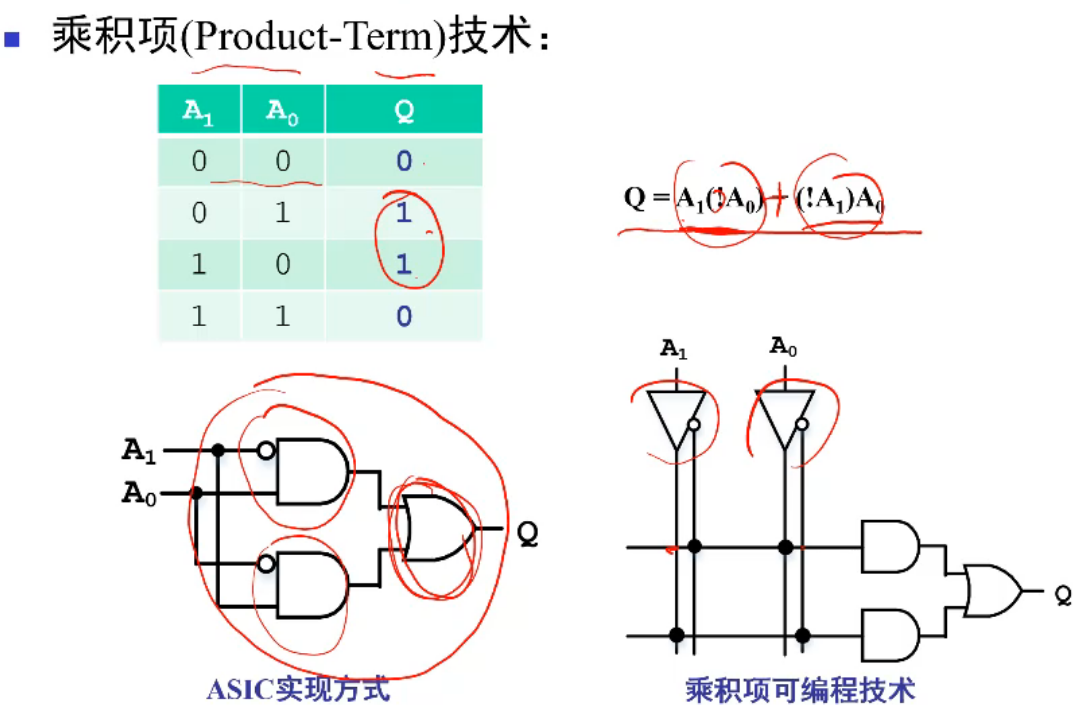 乘积项(Product-Term)技术：
A₁ A₀ Q
0 0 0
0 1 1
1 0 1
1 1 0
Q = A₁(!A₀) + (!A₁)A₀
A₁
A₀
Q
ASIC实现方式
A₁ A₀
Q
乘积项可编程技术